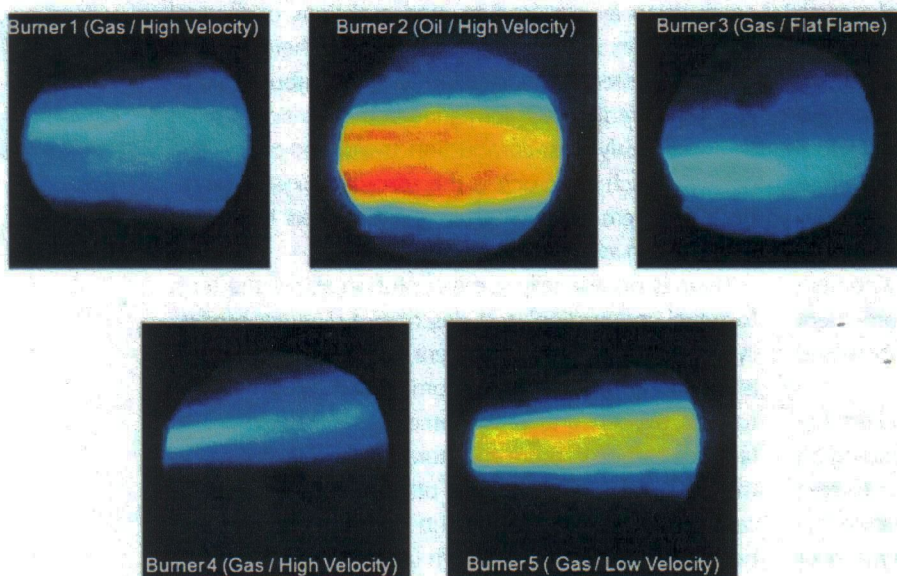 Burner 1 (Gas / High Velocity)
Burner 2 (Oil / High Velocity)
Burner 3 (Gas / Flat Flame)
Burner 4 (Gas / High Velocity)
Burner 5 ( Gas / Low Velocity)